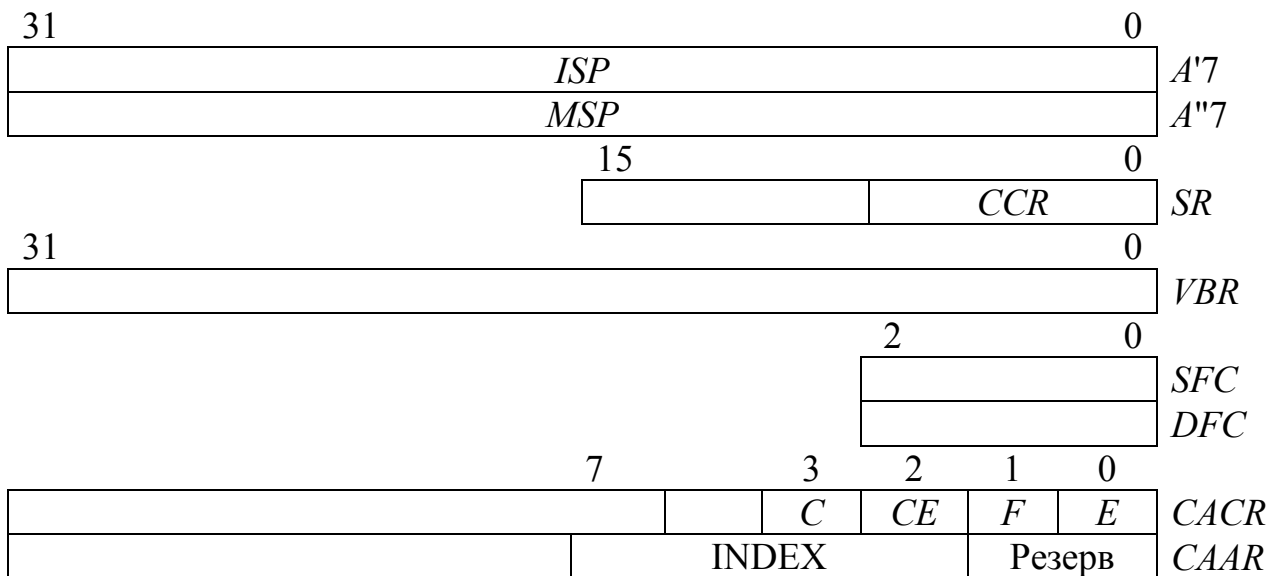 31 0
ISP A'7
MSP A"7
15 0
CCR SR
31 0
VBR
2 0
SFC
DFC
7 3 2 1 0
C CE F E CACR
INDEX Резерв CAAR